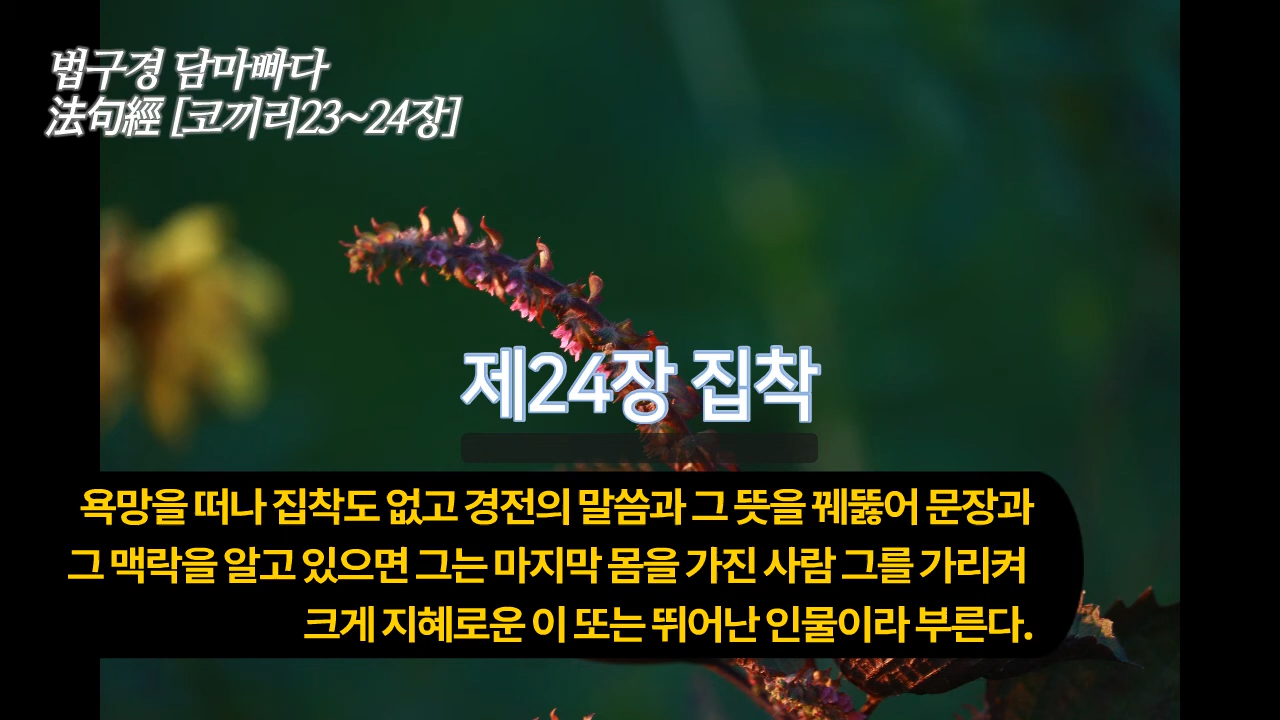 법구경 담마빠다
法句經 [코끼리23~24장]
제24장 집착
욕망을 떠나 집착도 없고 경전의 말씀과 그 뜻을 꿰뚫어 문장과
그 맥락을 알고 있으면 그는 마지막 몸을 가진 사람 그를 가리켜
크게 지혜로운 이 또는 뛰어난 인물이라 부른다.